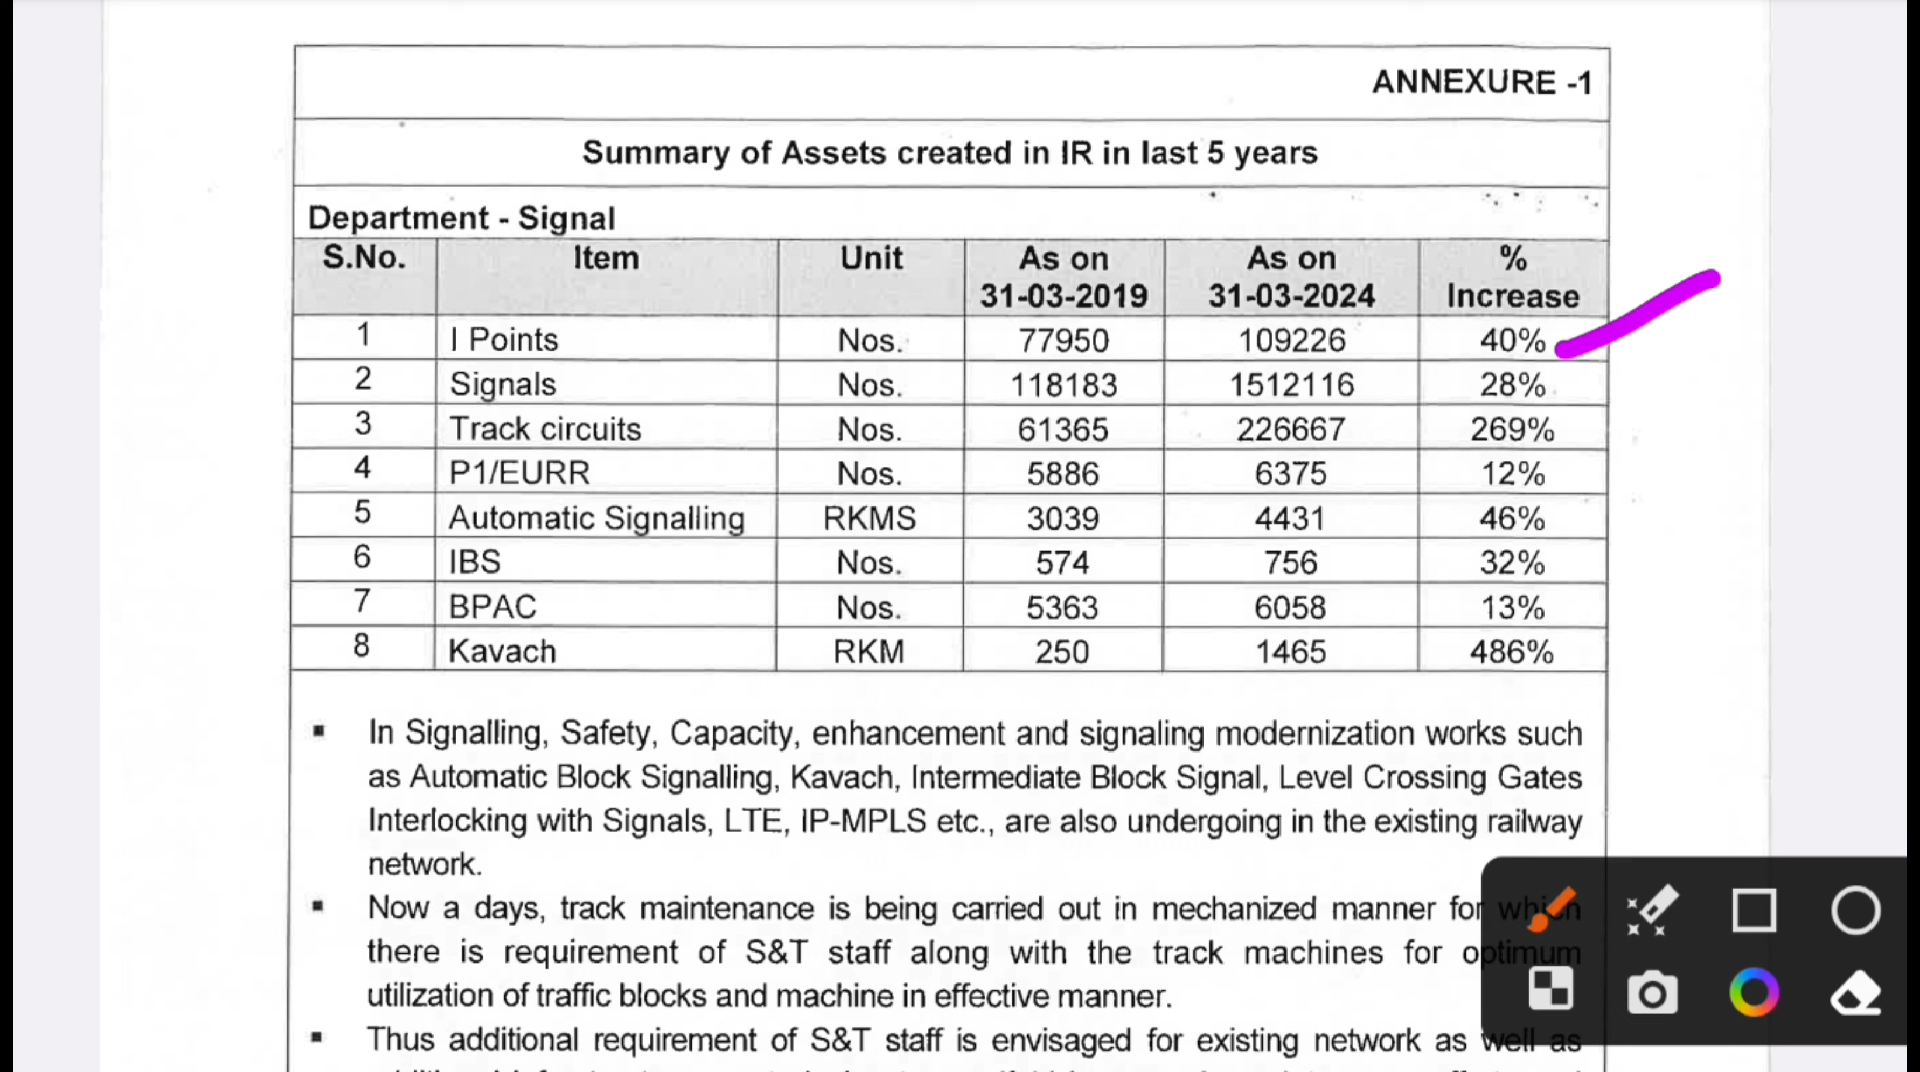 ANNEXURE -1
Summary of Assets created in IR in last 5 years
Department - Signal
S.No. Item Unit As on 31-03-2019 As on 31-03-2024 % Increase
1 I Points Nos. 77950 109226 40%
2 Signals Nos. 118183 1512116 28%
3 Track circuits Nos. 61365 226667 269%
4 P1/EURR Nos. 5886 6375 12%
5 Automatic Signalling RKMS 3039 4431 46%
6 IBS Nos. 574 756 32%
7 BPAC Nos. 5363 6058 13%
8 Kavach RKM 250 1465 486%
▪ In Signalling, Safety, Capacity, enhancement and signaling modernization works such
as Automatic Block Signalling, Kavach, Intermediate Block Signal, Level Crossing Gates
Interlocking with Signals, LTE, IP-MPLS etc., are also undergoing in the existing railway
network.
▪ Now a days, track maintenance is being carried out in mechanized manner for which
there is requirement of S&T staff along with the track machines for optimum
utilization of traffic blocks and machine in effective manner.
▪ Thus additional requirement of S&T staff is envisaged for existing network as well as